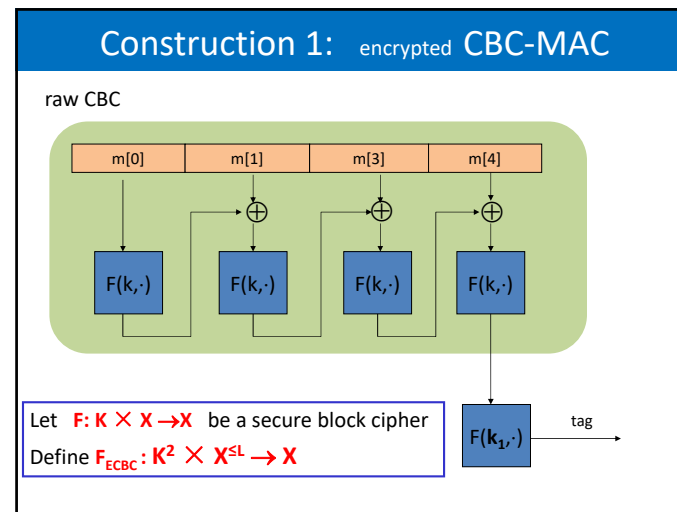 Construction 1: encrypted CBC-MAC
raw CBC
m[0] m[1] m[3] m[4]
⊕ ⊕ ⊕
F(k,·) F(k,·) F(k,·) F(k,·)
Let F: K × X →X be a secure block cipher
Define F_ECBC : K² × X^≤L → X
F(k₁,·)
tag